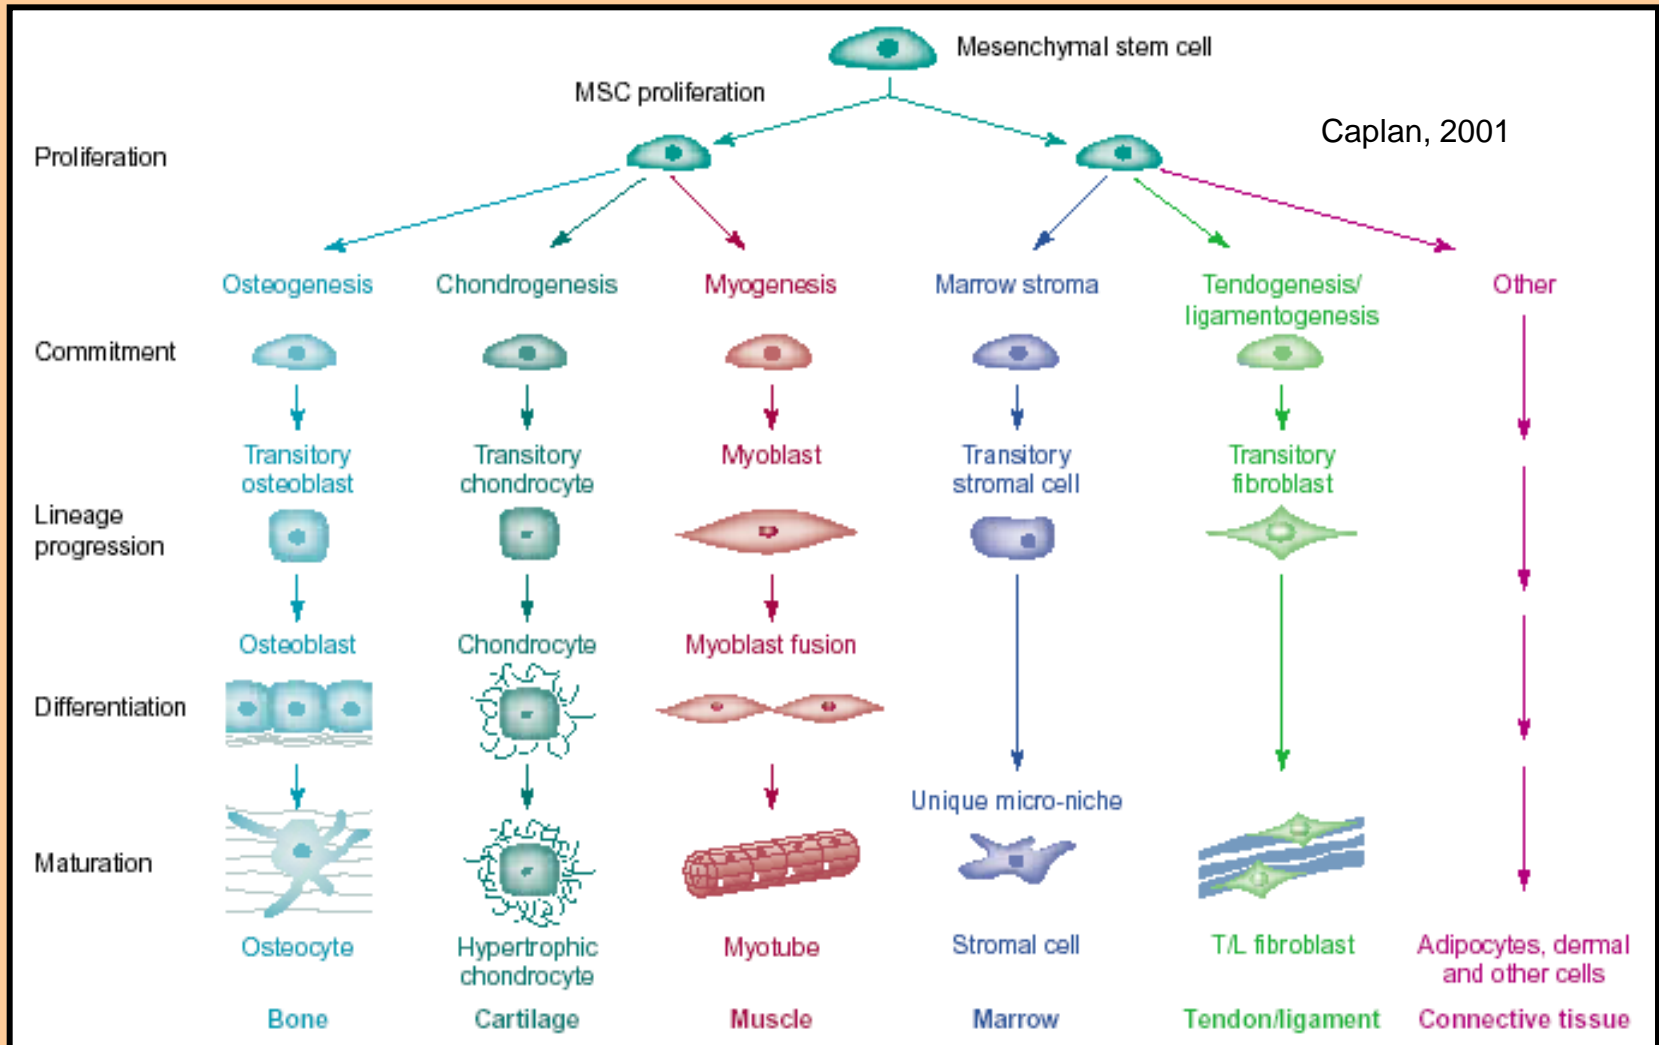 Mesenchymal stem cell
MSC proliferation
Caplan, 2001
Proliferation
Osteogenesis
Chondrogenesis
Myogenesis
Marrow stroma
Tendogenesis/
ligamentogenesis
Other
Commitment
Transitory
osteoblast
Transitory
chondrocyte
Myoblast
Transitory
stromal cell
Transitory
fibroblast
Lineage
progression
Osteoblast
Chondrocyte
Myoblast fusion
Differentiation
Unique micro-niche
Maturation
Osteocyte
Hypertrophic
chondrocyte
Myotube
Stromal cell
T/L fibroblast
Adipocytes, dermal
and other cells
Bone
Cartilage
Muscle
Marrow
Tendon/ligament
Connective tissue